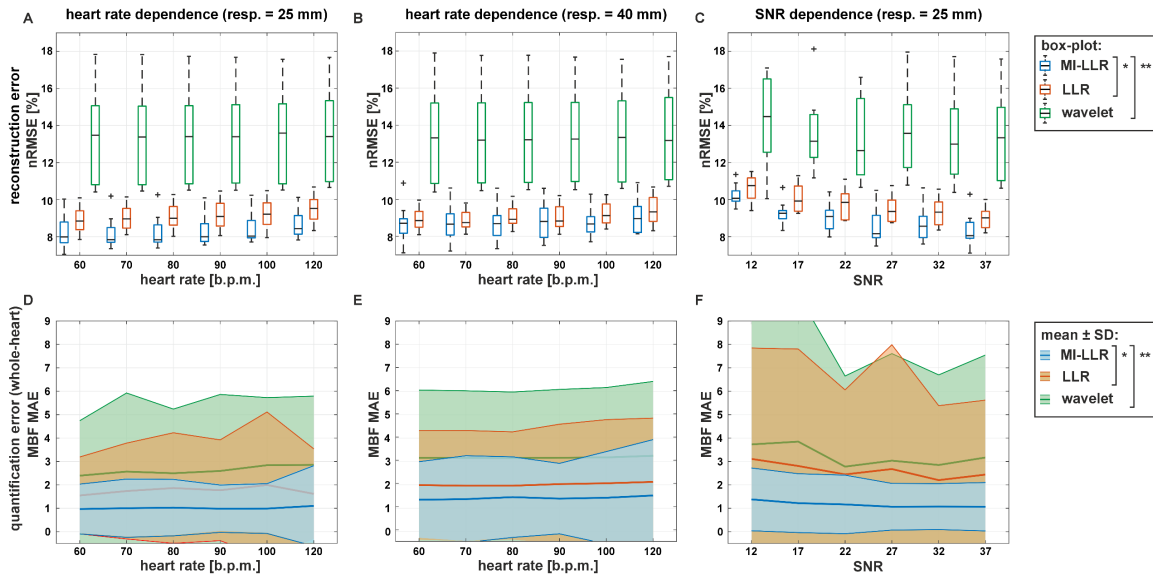 A
heart rate dependence (resp. = 25 mm)
B
heart rate dependence (resp. = 40 mm)
C
SNR dependence (resp. = 25 mm)
reconstruction error
nRMSE [%]
18
16
14
12
10
8
60 70 80 90 100 120
heart rate [b.p.m.]
nRMSE [%]
18
16
14
12
10
8
60 70 80 90 100 120
heart rate [b.p.m.]
nRMSE [%]
18
16
14
12
10
8
12 17 22 27 32 37
SNR
box-plot:
MI-LLR
LLR
wavelet
* **
D
E
F
quantification error (whole-heart)
MBF MAE
9
8
7
6
5
4
3
2
1
0
60 70 80 90 100 120
heart rate [b.p.m.]
MBF MAE
9
8
7
6
5
4
3
2
1
0
60 70 80 90 100 120
heart rate [b.p.m.]
MBF MAE
9
8
7
6
5
4
3
2
1
0
12 17 22 27 32 37
SNR
mean ± SD:
MI-LLR
LLR
wavelet
* **